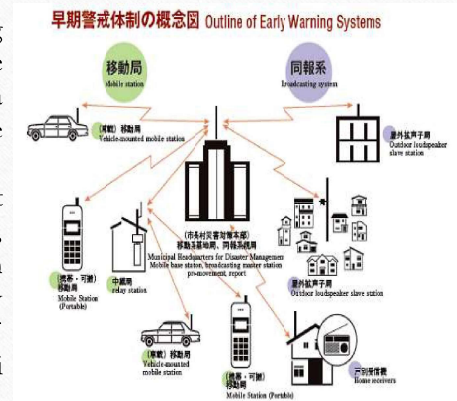 早期警戒体制の概念図 Outline of Early Warning Systems
移動局
Mobile station
同報系
broadcasting system
(車載) 移動局
Vehicle-mounted mobile station
屋外拡声子局
Outdoor loudspeaker
slave station
(市町村災害対策本部)
移動系基地局、同報系親局
Municipal Headquarters for Disaster Management
Mobile base station, broadcasting master station
(携帯・可搬)
移動局
Mobile Station
(Portable)
中継局
relay station
屋外拡声子局
Outdoor loudspeaker slave station
(車載) 移動局
Vehicle-mounted
mobile station
(携帯・可搬)
移動局
Mobile Station (Portable)
戸別受信機
Home receivers